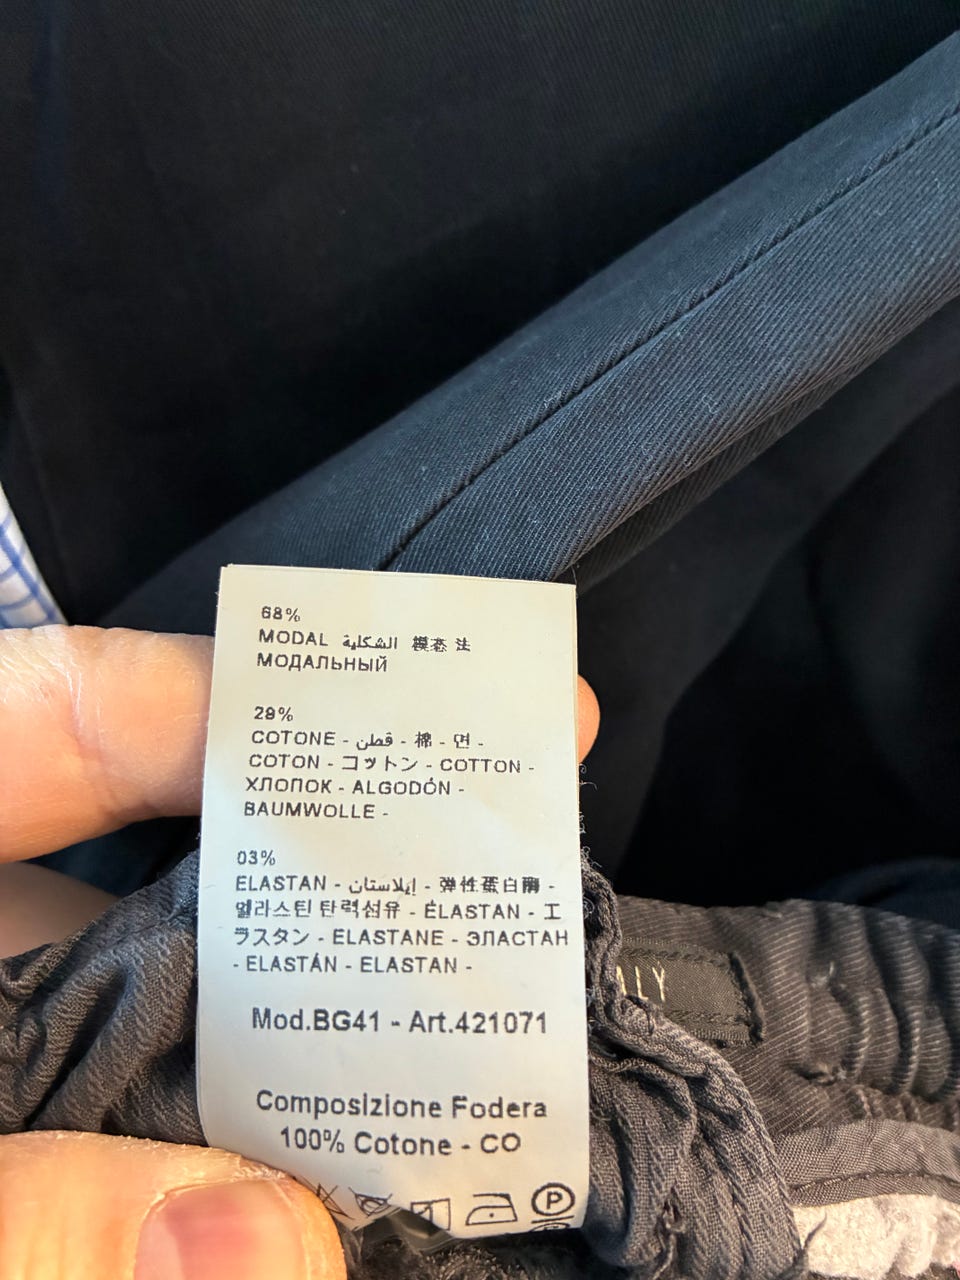 68%
MODAL الشكلية 模态 法
МОДАЛЬНЫЙ
29%
COTONE - قطن - 棉 - 면 -
COTON - コットン - COTTON -
ХЛОПОК - ALGODÓN -
BAUMWOLLE -
03%
ELASTAN - إيلاستان - 弹性蛋白酶 -
엘라스틴 탄력섬유 - ÉLASTAN - エ
ラスタン - ELASTANE - ЭЛАСТАН
- ELASTÁN - ELASTAN -
Mod.BG41 - Art.421071
Composizione Fodera
100% Cotone - CO
P